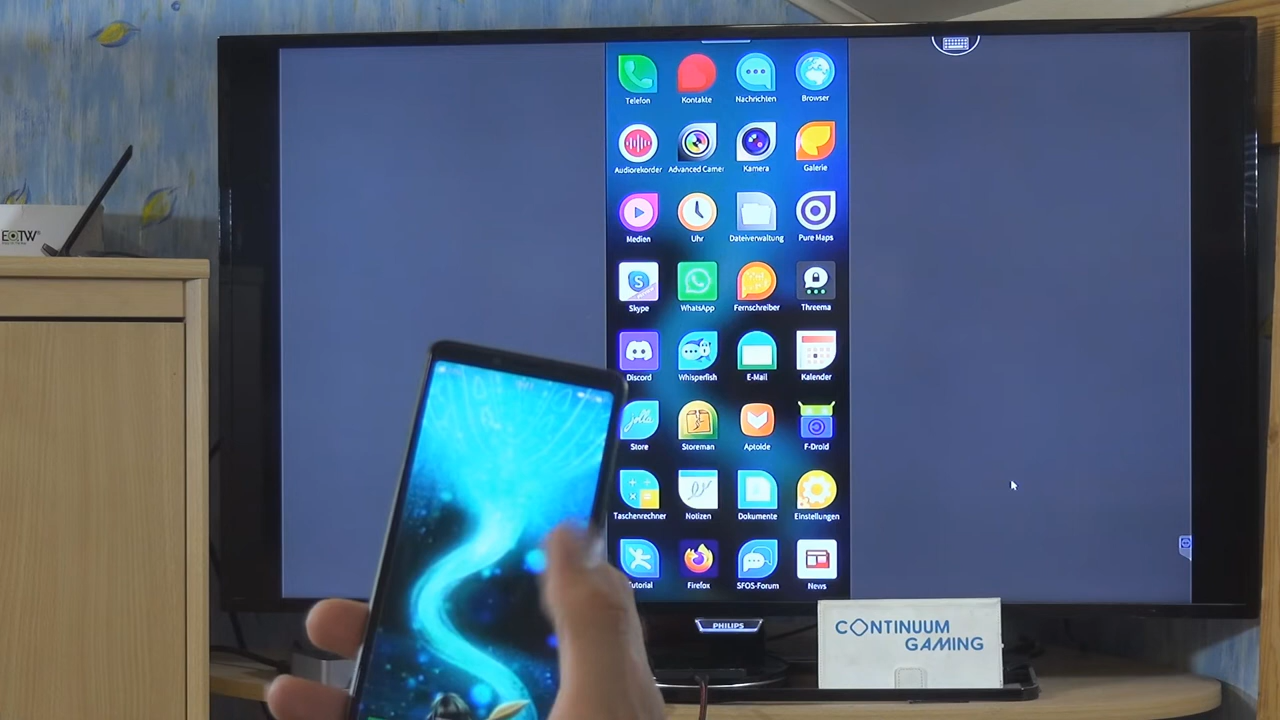 Telefon Kontakte Nachrichten Browser
Audiorekorder Advanced Camer Kamera Galerie
Medien Uhr Dateiverwaltung Pure Maps
Skype WhatsApp Fernschreiber Threema
Discord Whisperfish E-Mail Kalender
jolla
Store Storeman Aptoide F-Droid
Taschenrechner Notizen Dokumente Einstellungen
Tutorial Firefox SFOS-Forum News
EOTW
PHILIPS
CONTINUUM
GAMING